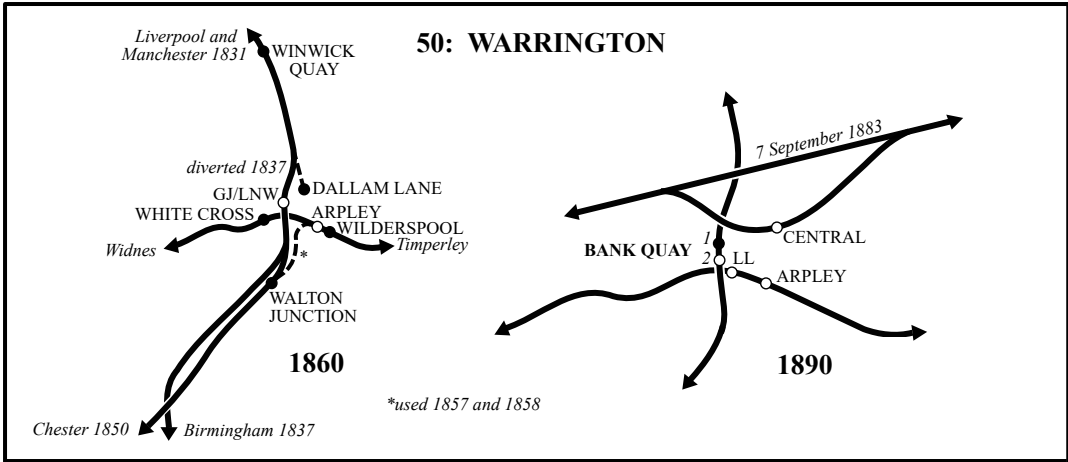 50: WARRINGTON
Liverpool and
Manchester 1831
WINWICK
QUAY
diverted 1837
DALLAM LANE
GJ/LNW
ARPLEY
WHITE CROSS
WILDERSPOOL
Widnes
Timperley
*
WALTON
JUNCTION
1860
*used 1857 and 1858
Chester 1850
Birmingham 1837
7 September 1883
CENTRAL
1
BANK QUAY
2
LL
ARPLEY
1890